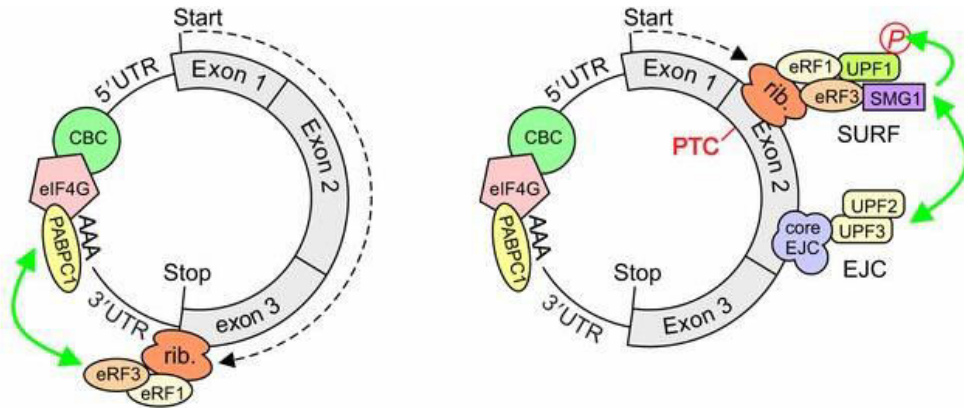 Start
Exon 1
5'UTR
CBC
Exon 2
eIF4G
PABPC1
AAA
Stop
3'UTR
exon 3
rib.
eRF3
eRF1
Start
P
eRF1
UPF1
Exon 1
5'UTR
rib.
eRF3
SMG1
SURF
CBC
PTC
Exon 2
eIF4G
UPF2
core
EJC
UPF3
PABPC1
AAA
EJC
Stop
3'UTR
Exon 3